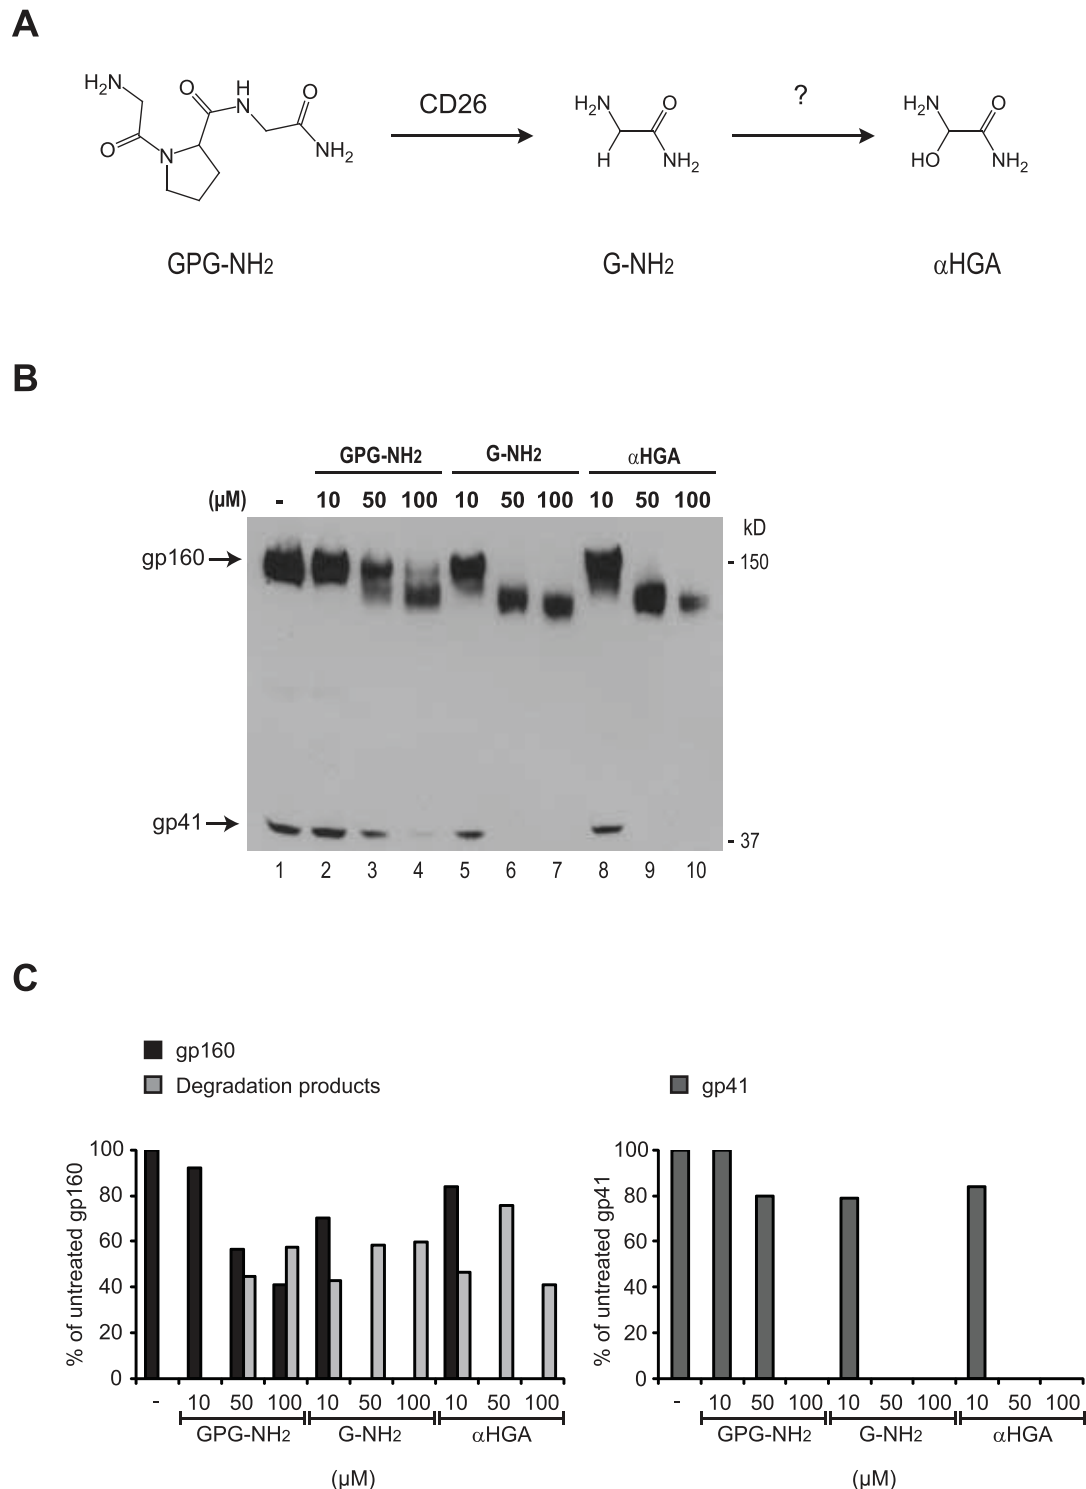 A
H2N O H N O NH2 O N
CD26
H2N O H NH2
?
H2N O HO NH2
GPG-NH2 G-NH2 αHGA
B
GPG-NH2 G-NH2 αHGA
(µM) - 10 50 100 10 50 100 10 50 100
kD
gp160 - 150
gp41 - 37
1 2 3 4 5 6 7 8 9 10
C
gp160
Degradation products
gp41
% of untreated gp160
100
80
60
40
20
0
- 10 50 100 10 50 100 10 50 100
GPG-NH2 G-NH2 αHGA
(µM)
% of untreated gp41
100
80
60
40
20
0
- 10 50 100 10 50 100 10 50 100
GPG-NH2 G-NH2 αHGA
(µM)